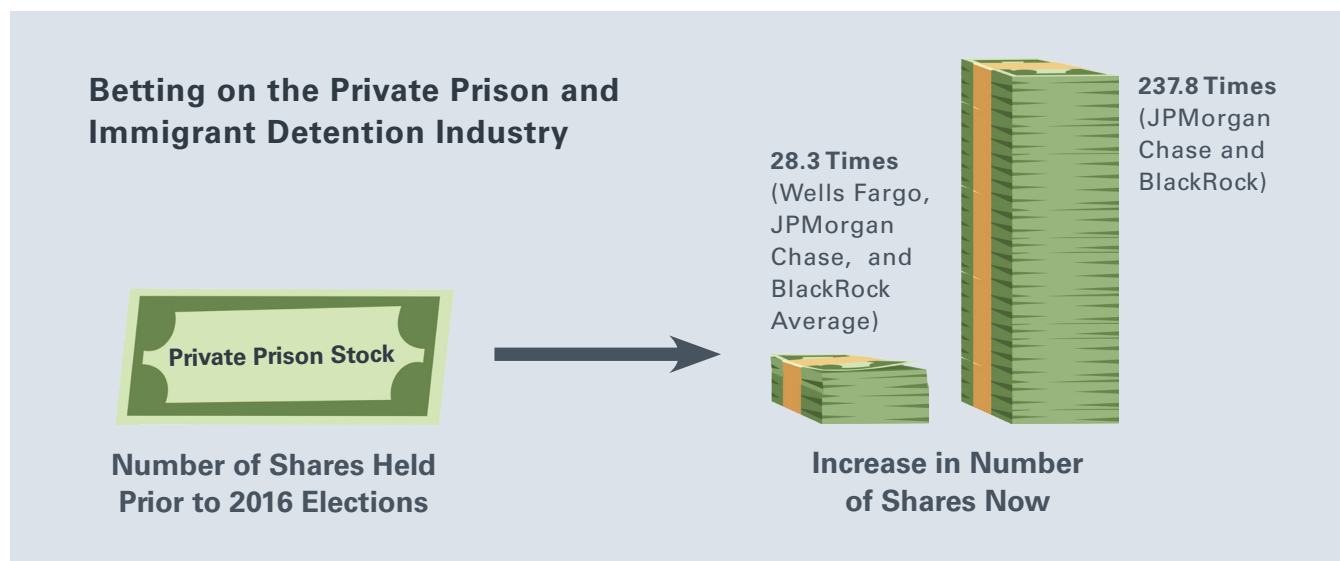 Betting on the Private Prison and
Immigrant Detention Industry
Private Prison Stock
Number of Shares Held
Prior to 2016 Elections
28.3 Times
(Wells Fargo,
JPMorgan
Chase, and
BlackRock
Average)
237.8 Times
(JPMorgan
Chase and
BlackRock)
Increase in Number
of Shares Now